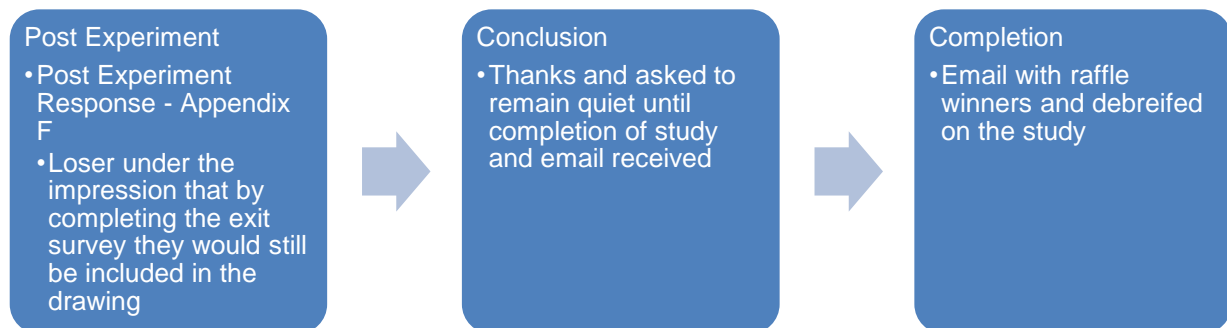 Post Experiment
•Post Experiment
Response - Appendix
F
•Loser under the
impression that by
completing the exit
survey they would still
be included in the
drawing
Conclusion
•Thanks and asked to
remain quiet until
completion of study
and email received
Completion
•Email with raffle
winners and debreifed
on the study